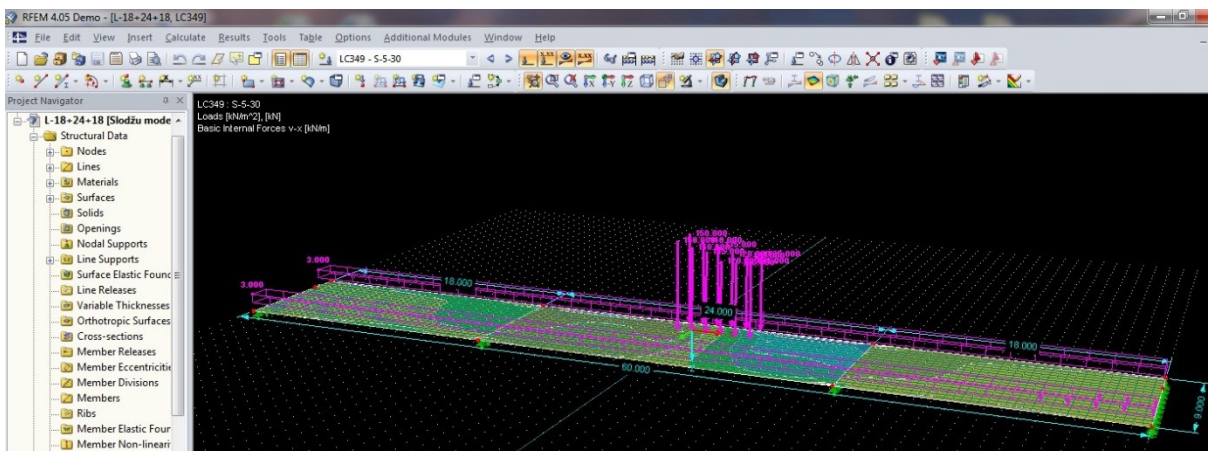 RFEM 4.05 Demo - [L-18+24+18, LC349]
File Edit View Insert Calculate Results Tools Table Options Additional Modules Window Help
LC349 - S-5-30
Project Navigator
L-18+24+18 [Slodžu mode
Structural Data
Nodes
Lines
Materials
Surfaces
Solids
Openings
Nodal Supports
Line Supports
Surface Elastic Found
Line Releases
Variable Thicknesses
Orthotropic Surfaces
Cross-sections
Member Releases
Member Eccentricitie
Member Divisions
Members
Ribs
Member Elastic Four
Member Non-lineari
LC349 : S-5-30
Loads [kN/m^2], [kN]
Basic Internal Forces v-x [kN/m]
150.000
3.000
3.000
18.000
24.000
18.000
60.000
9.000